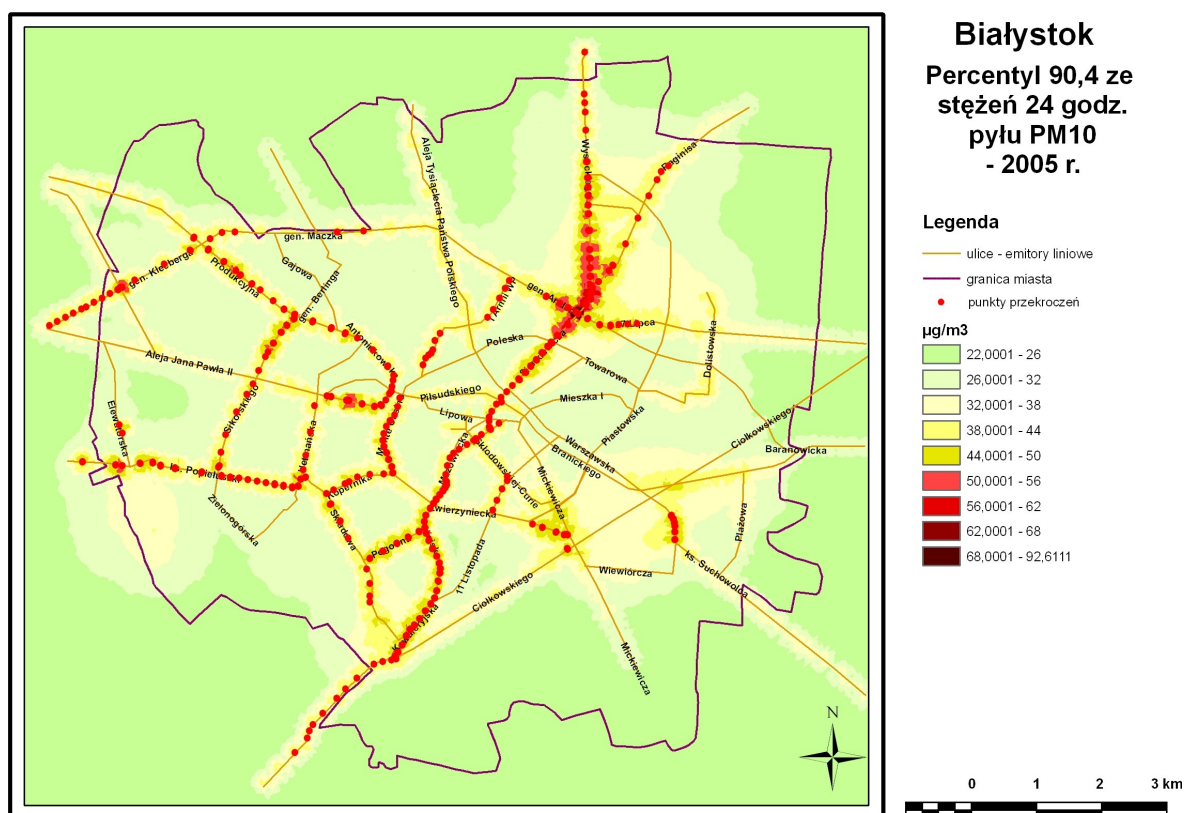 Białystok
Percentyl 90,4 ze
stężeń 24 godz.
pyłu PM10
- 2005 r.
Legenda
ulice - emitory liniowe
granica miasta
punkty przekroczeń
µg/m3
22,0001 - 26
26,0001 - 32
32,0001 - 38
38,0001 - 44
44,0001 - 50
50,0001 - 56
56,0001 - 62
62,0001 - 68
68,0001 - 92,6111
N
0 1 2 3 km
Aleja Tysiąclecia Państwa Polskiego
gen. Maczka
gen. Kleeberga
Produkcyjna
Gajowa
gen. Berlinga
I Armii WP
Poleska
Towarowa
Dolistowska
Aleja Jana Pawła II
Piłsudskiego
Mieszka I
Lipowa
Piastowska
Ciołkowskiego
Sikorskiego
Elewatorska
Warszawska
Branickiego
Baranowicka
Kopernika
Mickiewicza
Zielonogórska
Plażowa
11 Listopada
Wiewiórcza
ks. Suchowolca
Ciołkowskiego
Mickiewicza